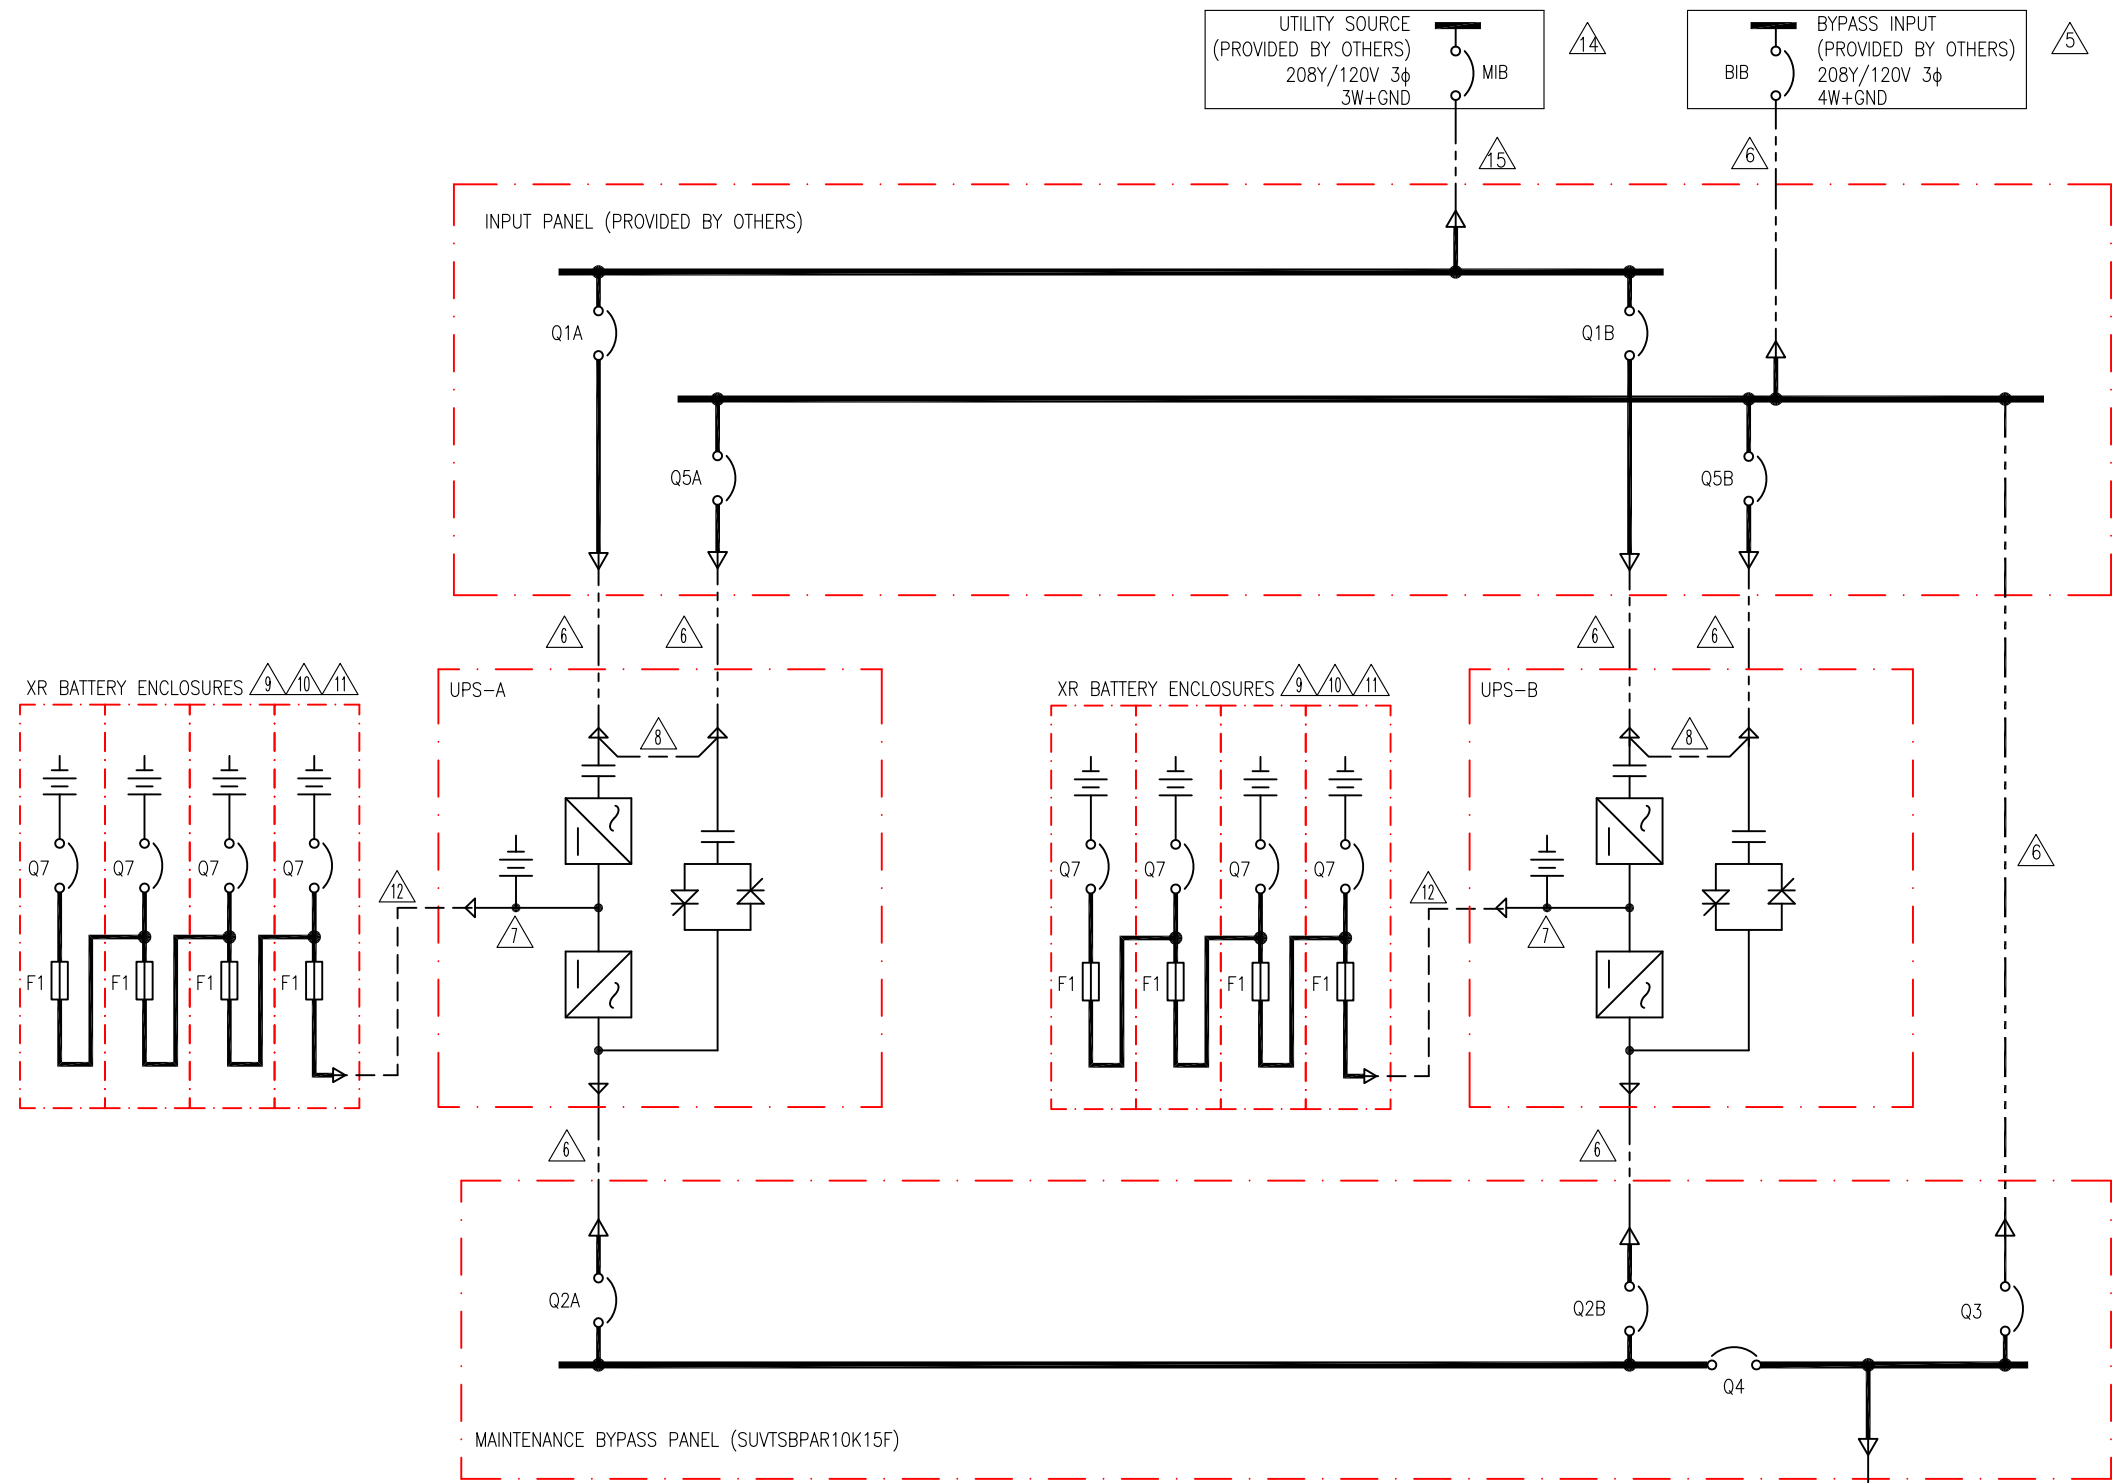 UTILITY SOURCE
(PROVIDED BY OTHERS)
208Y/120V 3ϕ
3W+GND
MIB
14
BIB
BYPASS INPUT
(PROVIDED BY OTHERS)
208Y/120V 3ϕ
4W+GND
5
15
6
INPUT PANEL (PROVIDED BY OTHERS)
Q1A
Q1B
Q5A
Q5B
6
6
6
6
XR BATTERY ENCLOSURES 9 10 11
UPS-A
XR BATTERY ENCLOSURES 9 10 11
UPS-B
8
8
Q7
Q7
Q7
Q7
12
7
Q7
Q7
Q7
Q7
12
7
6
F1
F1
F1
F1
F1
F1
F1
F1
6
6
Q2A
Q2B
Q3
Q4
MAINTENANCE BYPASS PANEL (SUVTSBPAR10K15F)